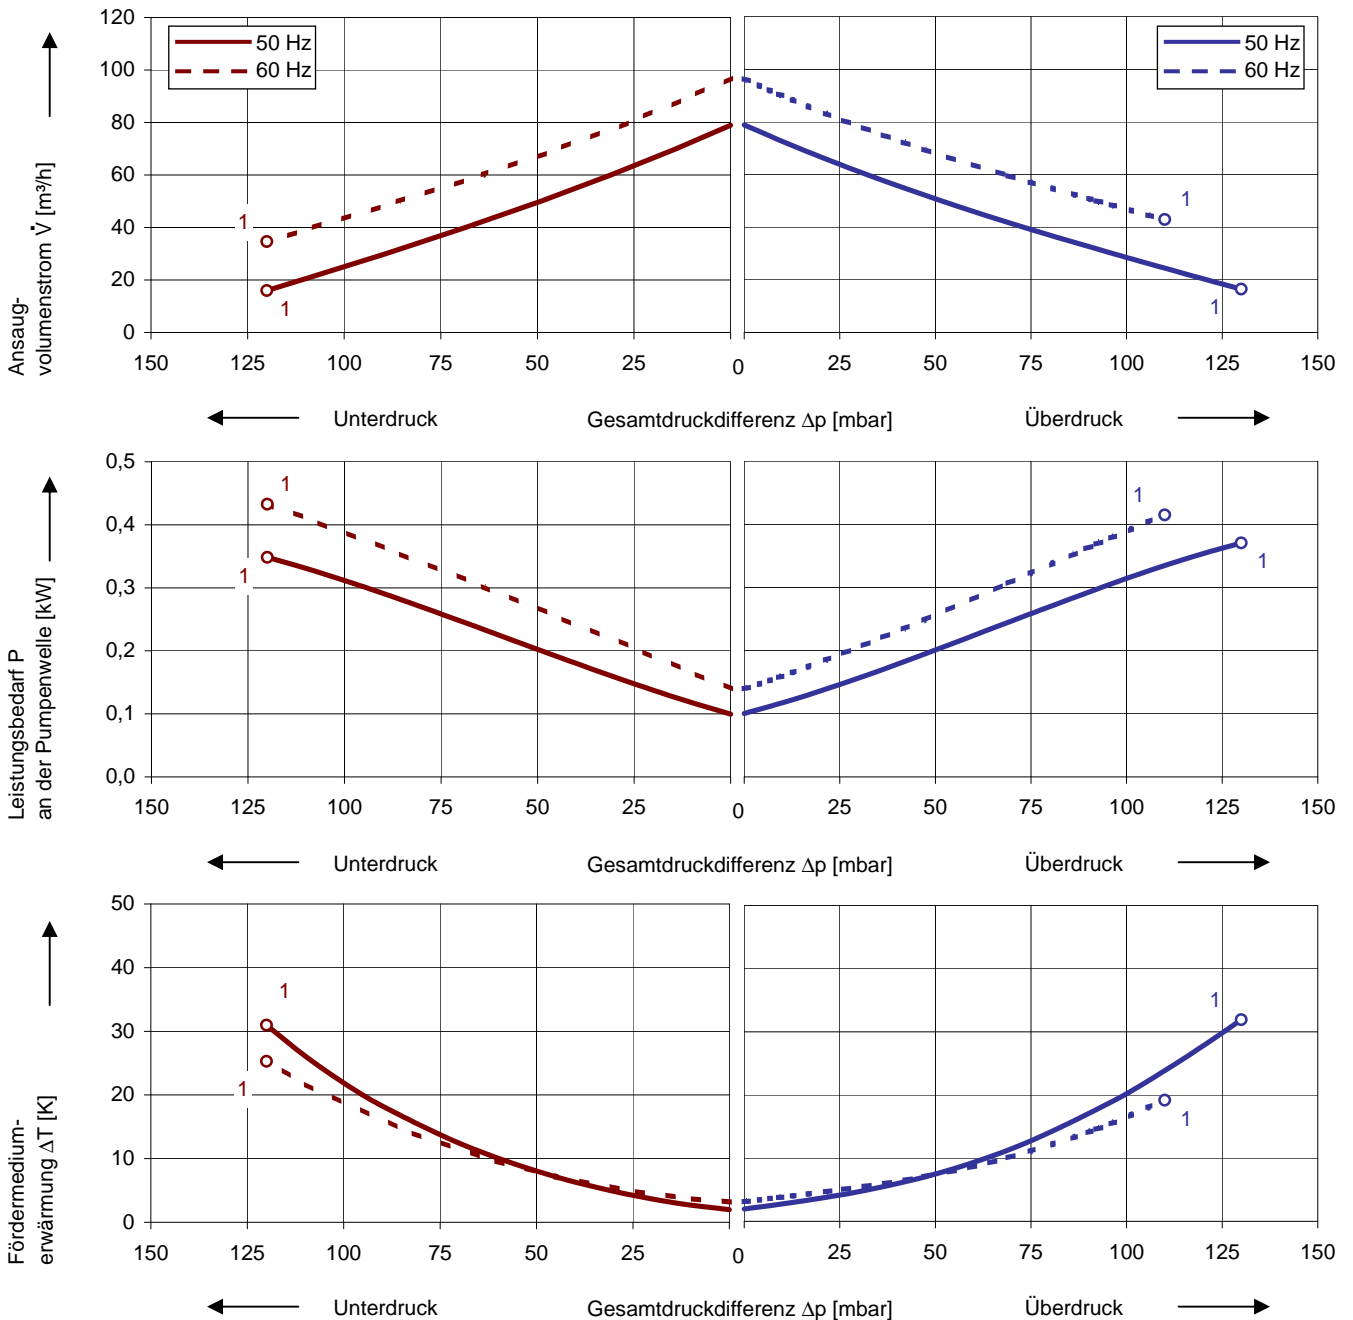 120
100
80
60
40
20
0
50 Hz
60 Hz
50 Hz
60 Hz
1
1
1
1
Ansaug-
volumenstrom V̇ [m³/h]
150 125 100 75 50 25 0 25 50 75 100 125 150
Unterdruck Gesamtdruckdifferenz Δp [mbar] Überdruck
0,5
0,4
0,3
0,2
0,1
0,0
1
1
1
1
Leistungsbedarf P
an der Pumpenwelle [kW]
150 125 100 75 50 25 0 25 50 75 100 125 150
Unterdruck Gesamtdruckdifferenz Δp [mbar] Überdruck
50
40
30
20
10
0
1
1
1
1
Fördermedium-
erwärmung ΔT [K]
150 125 100 75 50 25 0 25 50 75 100 125 150
Unterdruck Gesamtdruckdifferenz Δp [mbar] Überdruck